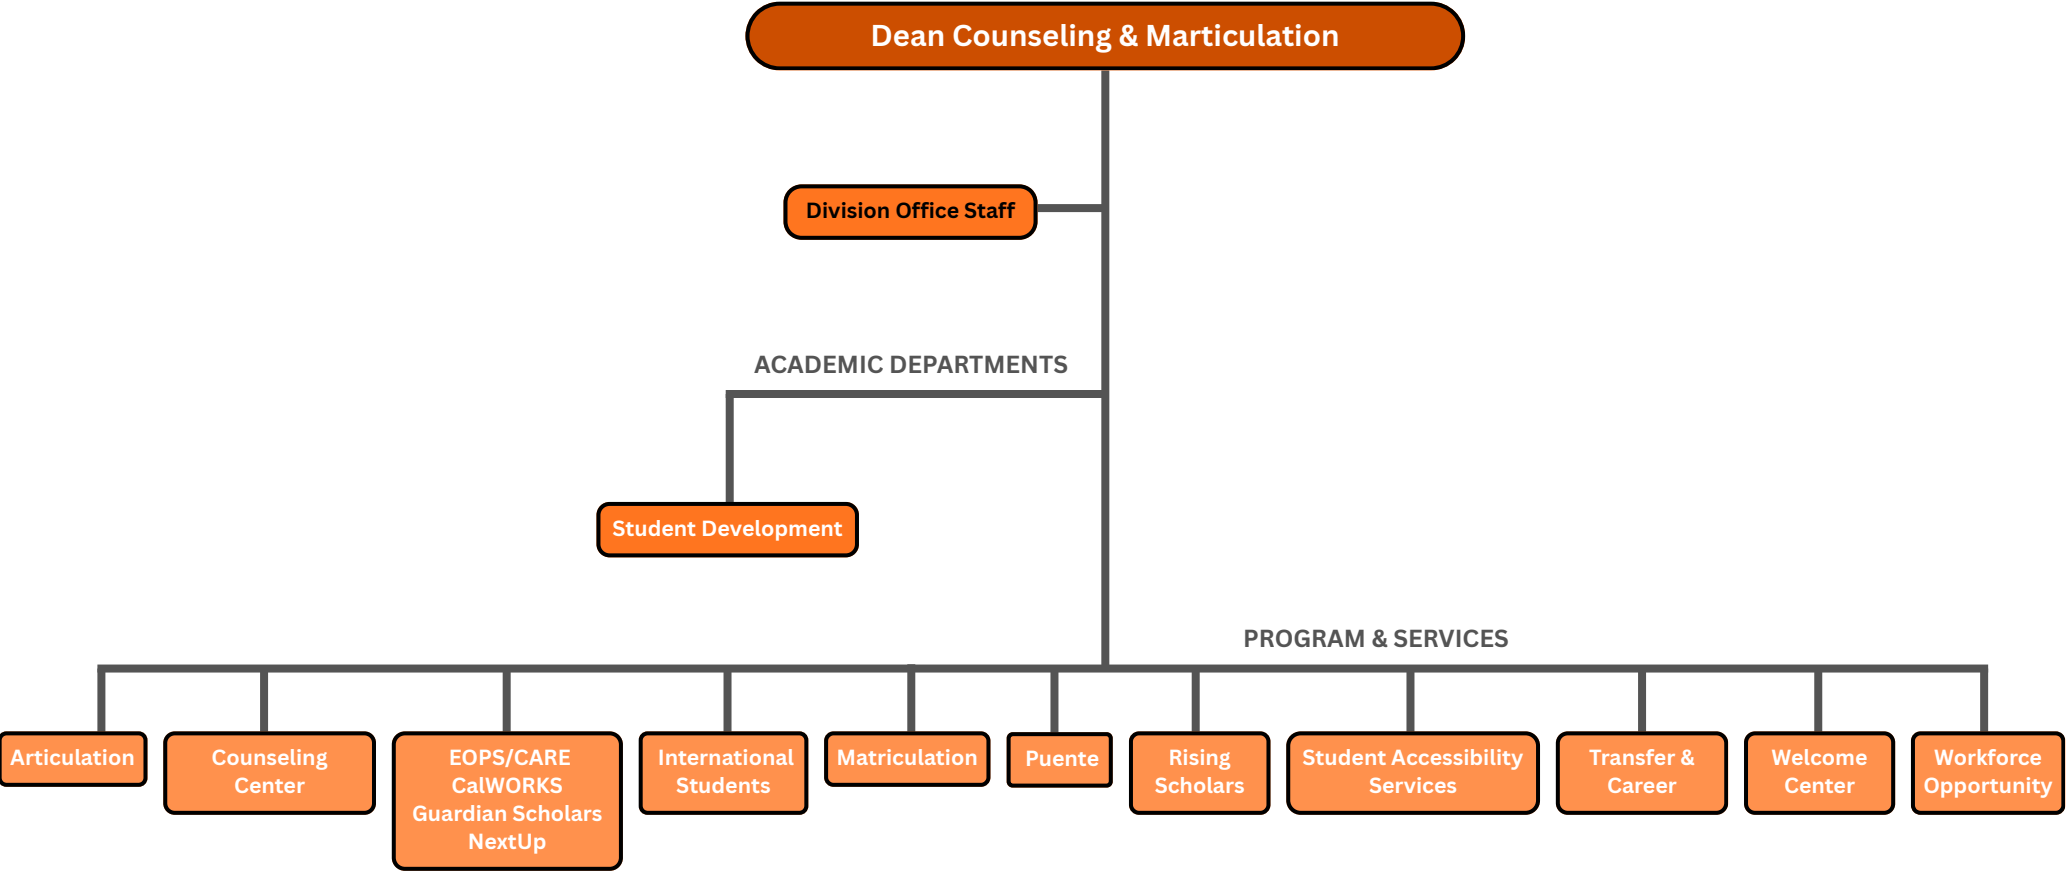 Dean Counseling & Marticulation
Division Office Staff
ACADEMIC DEPARTMENTS
Student Development
PROGRAM & SERVICES
Articulation
Counseling
Center
EOPS/CARE
CalWORKS
Guardian Scholars
NextUp
International
Students
Matriculation
Puente
Rising
Scholars
Student Accessibility
Services
Transfer &
Career
Welcome
Center
Workforce
Opportunity